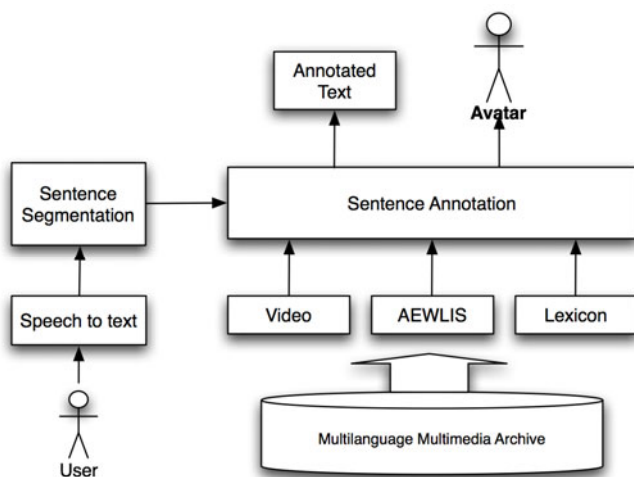 Annotated
Text
Avatar
Sentence
Segmentation
Sentence Annotation
Speech to text
Video
AEWLIS
Lexicon
Multilanguage Multimedia Archive
User